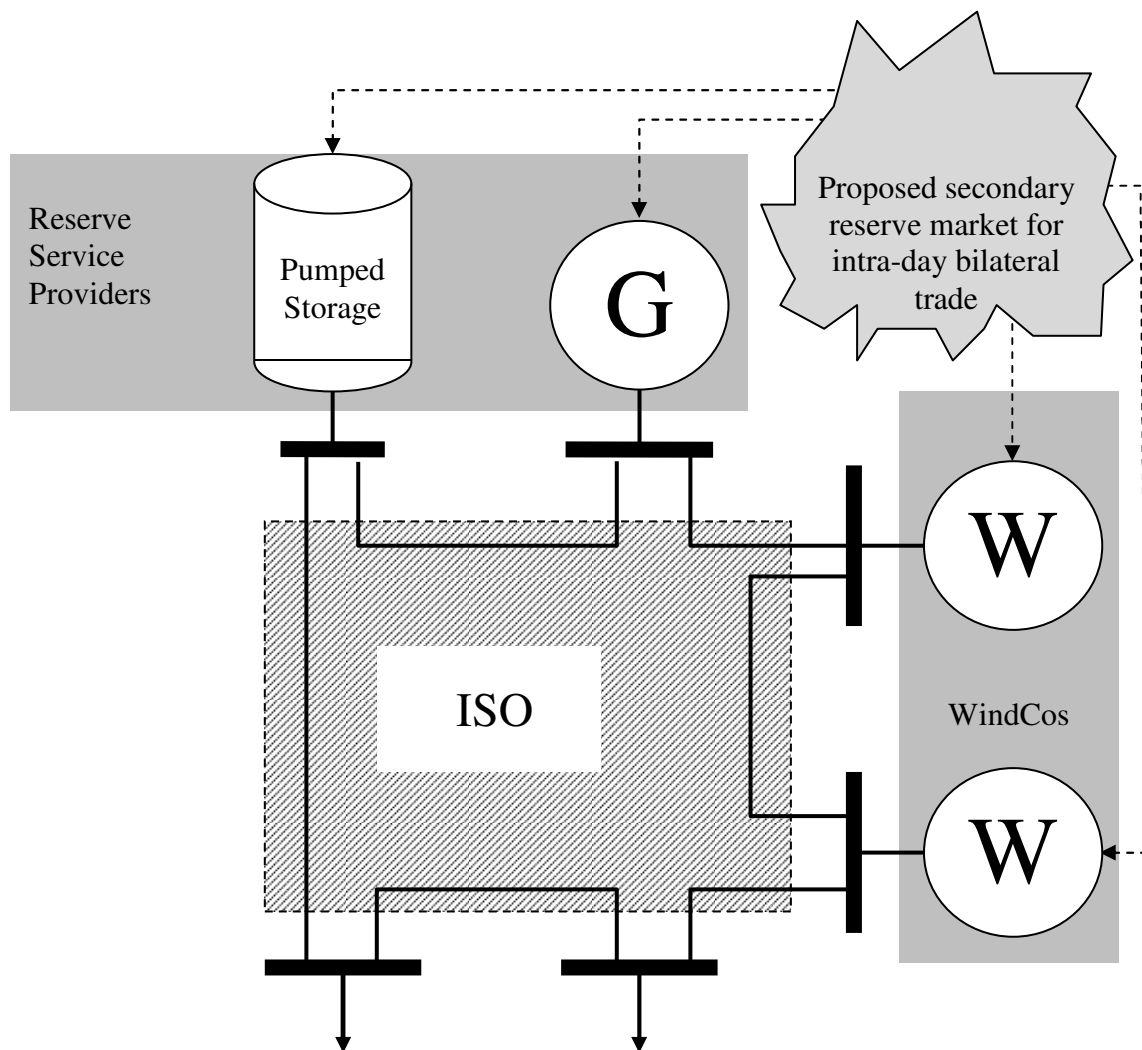 Proposed secondary
reserve market for
intra-day bilateral
trade
Reserve
Service
Providers
Pumped
Storage
G
W
ISO
WindCos
W